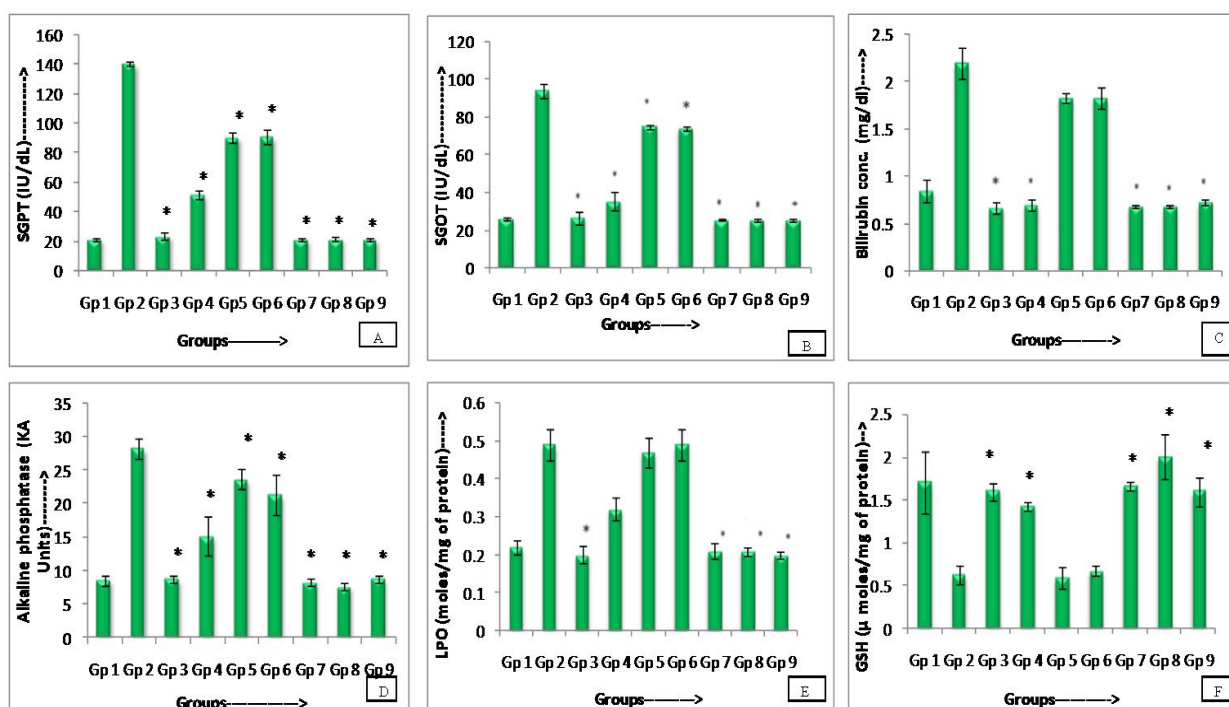 SGPT (IU/dL)------------>
160
140
120
100
80
60
40
20
0
* * * * * * *
Gp 1 Gp 2 Gp 3 Gp 4 Gp5 Gp 6 Gp 7 Gp 8 Gp 9
Groups--------->
A
SGOT (IU/dL)------------->
120
100
80
60
40
20
0
* * * * * * *
Gp 1 Gp 2 Gp3 Gp 4 Gp 5 Gp 6 Gp 7 Gp 8 Gp 9
Groups--------->
B
Bilirubin conc. (mg/dl)------>
2.5
2
1.5
1
0.5
0
* * * * *
Gp 1 Gp 2 Gp 3 Gp 4 Gp 5 Gp 6 Gp 7 Gp 8 Gp 9
Groups--------->
C
Alkaline phosphatase (KA
Units)-------->
35
30
25
20
15
10
5
0
* * * * * * *
Gp 1 Gp 2 Gp 3 Gp 4 Gp 5 Gp 6 Gp 7 Gp 8 Gp 9
Groups------------->
D
LPO (moles/mg of protein)----->
0.6
0.5
0.4
0.3
0.2
0.1
0
* * * *
Gp 1 Gp 2 Gp 3 Gp 4 Gp 5 Gp 6 Gp 7 Gp 8 Gp 9
Groups--------->
E
GSH (µ moles/mg of protein)-->
2.5
2
1.5
1
0.5
0
* * * * *
Gp 1 Gp 2 Gp 3 Gp 4 Gp 5 Gp 6 Gp 7 Gp 8 Gp 9
Groups--------->
F